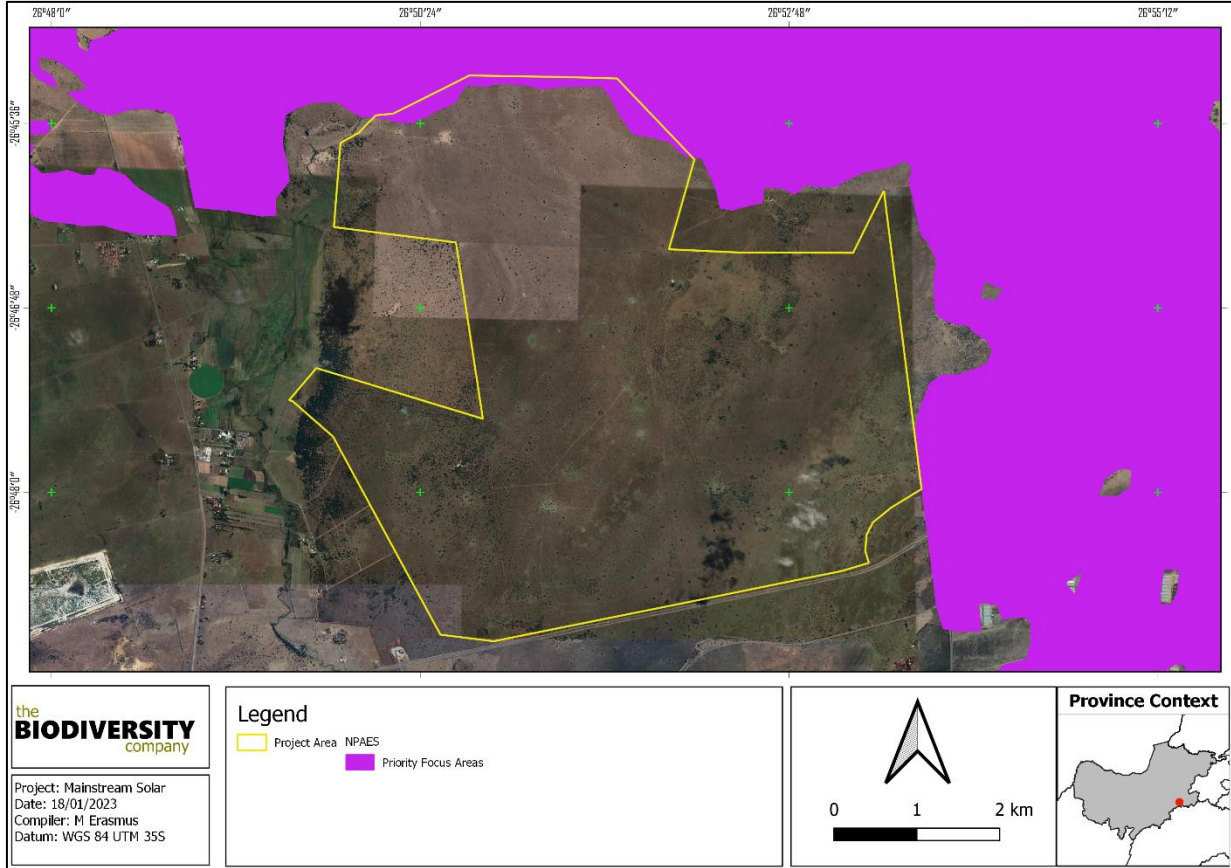 26°48'0" 26°50'24" 26°52'48" 26°55'12"
-26°45'36"
-26°46'48"
-26°48'0"
the
BIODIVERSITY
company
Project: Mainstream Solar
Date: 18/01/2023
Compiler: M Erasmus
Datum: WGS 84 UTM 35S
Legend
Project Area NPAES
Priority Focus Areas
0 1 2 km
Province Context